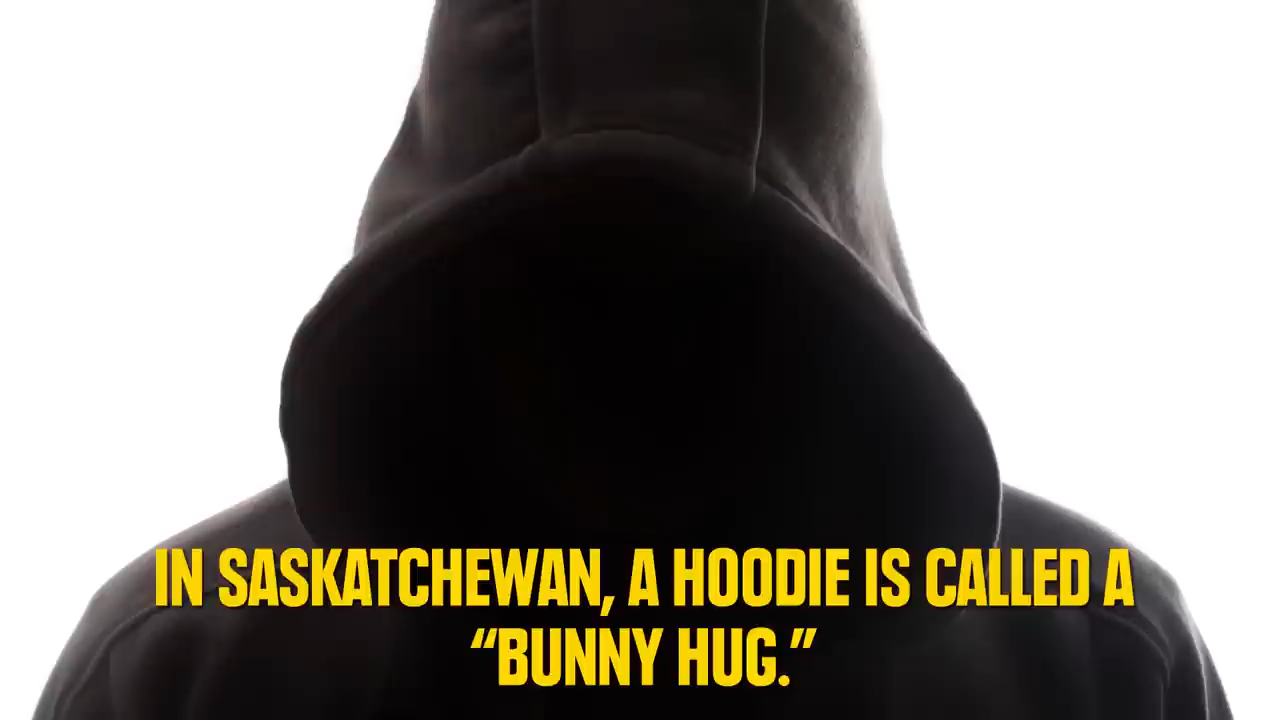 IN SASKATCHEWAN, A HOODIE IS CALLED A
“BUNNY HUG.”